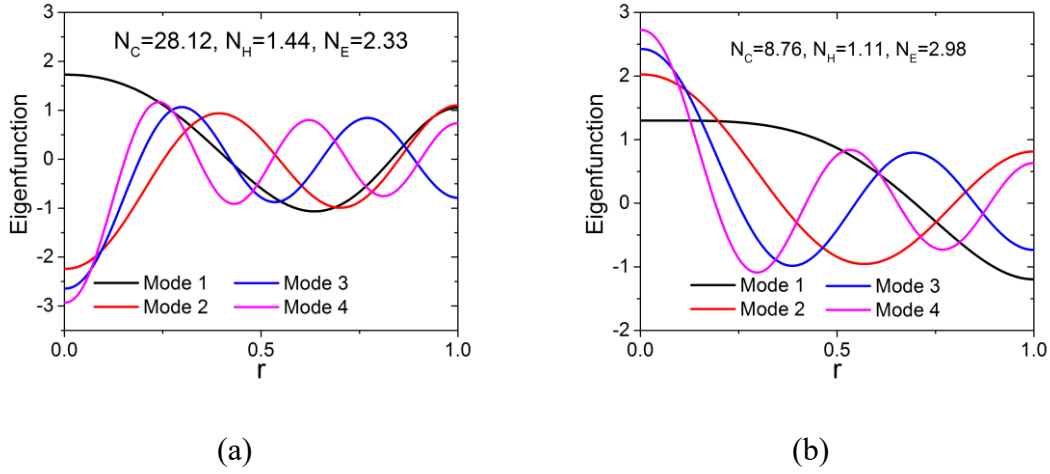 N_C=28.12, N_H=1.44, N_E=2.33
Eigenfunction
3
2
1
0
-1
-2
-3
Mode 1 Mode 3
Mode 2 Mode 4
0.0 0.5 1.0
r
(a)
N_C=8.76, N_H=1.11, N_E=2.98
Eigenfunction
3
2
1
0
-1
-2
Mode 1 Mode 3
Mode 2 Mode 4
0.0 0.5 1.0
r
(b)